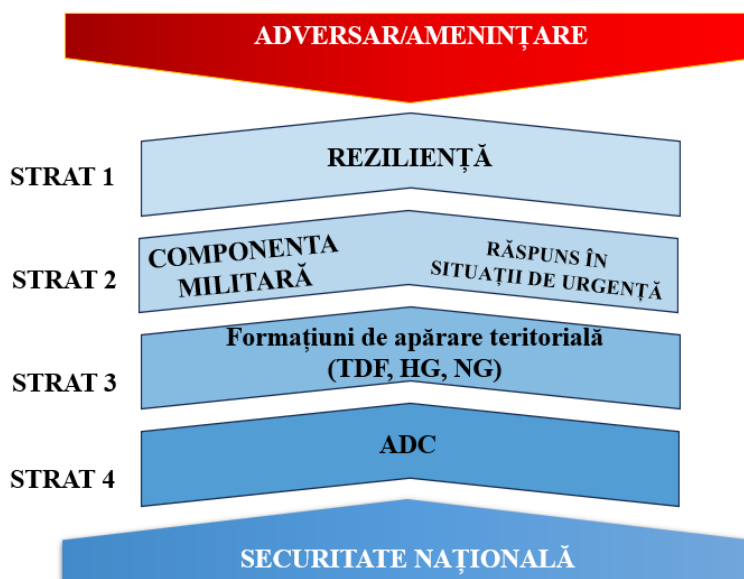 ADVERSAR/AMENINȚARE
STRAT 1
REZILIENȚĂ
STRAT 2
COMPONENTA
MILITARĂ
RĂSPUNS ÎN
SITUAȚII DE URGENȚĂ
STRAT 3
Formațiuni de apărare teritorială
(TDF, HG, NG)
STRAT 4
ADC
SECURITATE NAȚIONALĂ